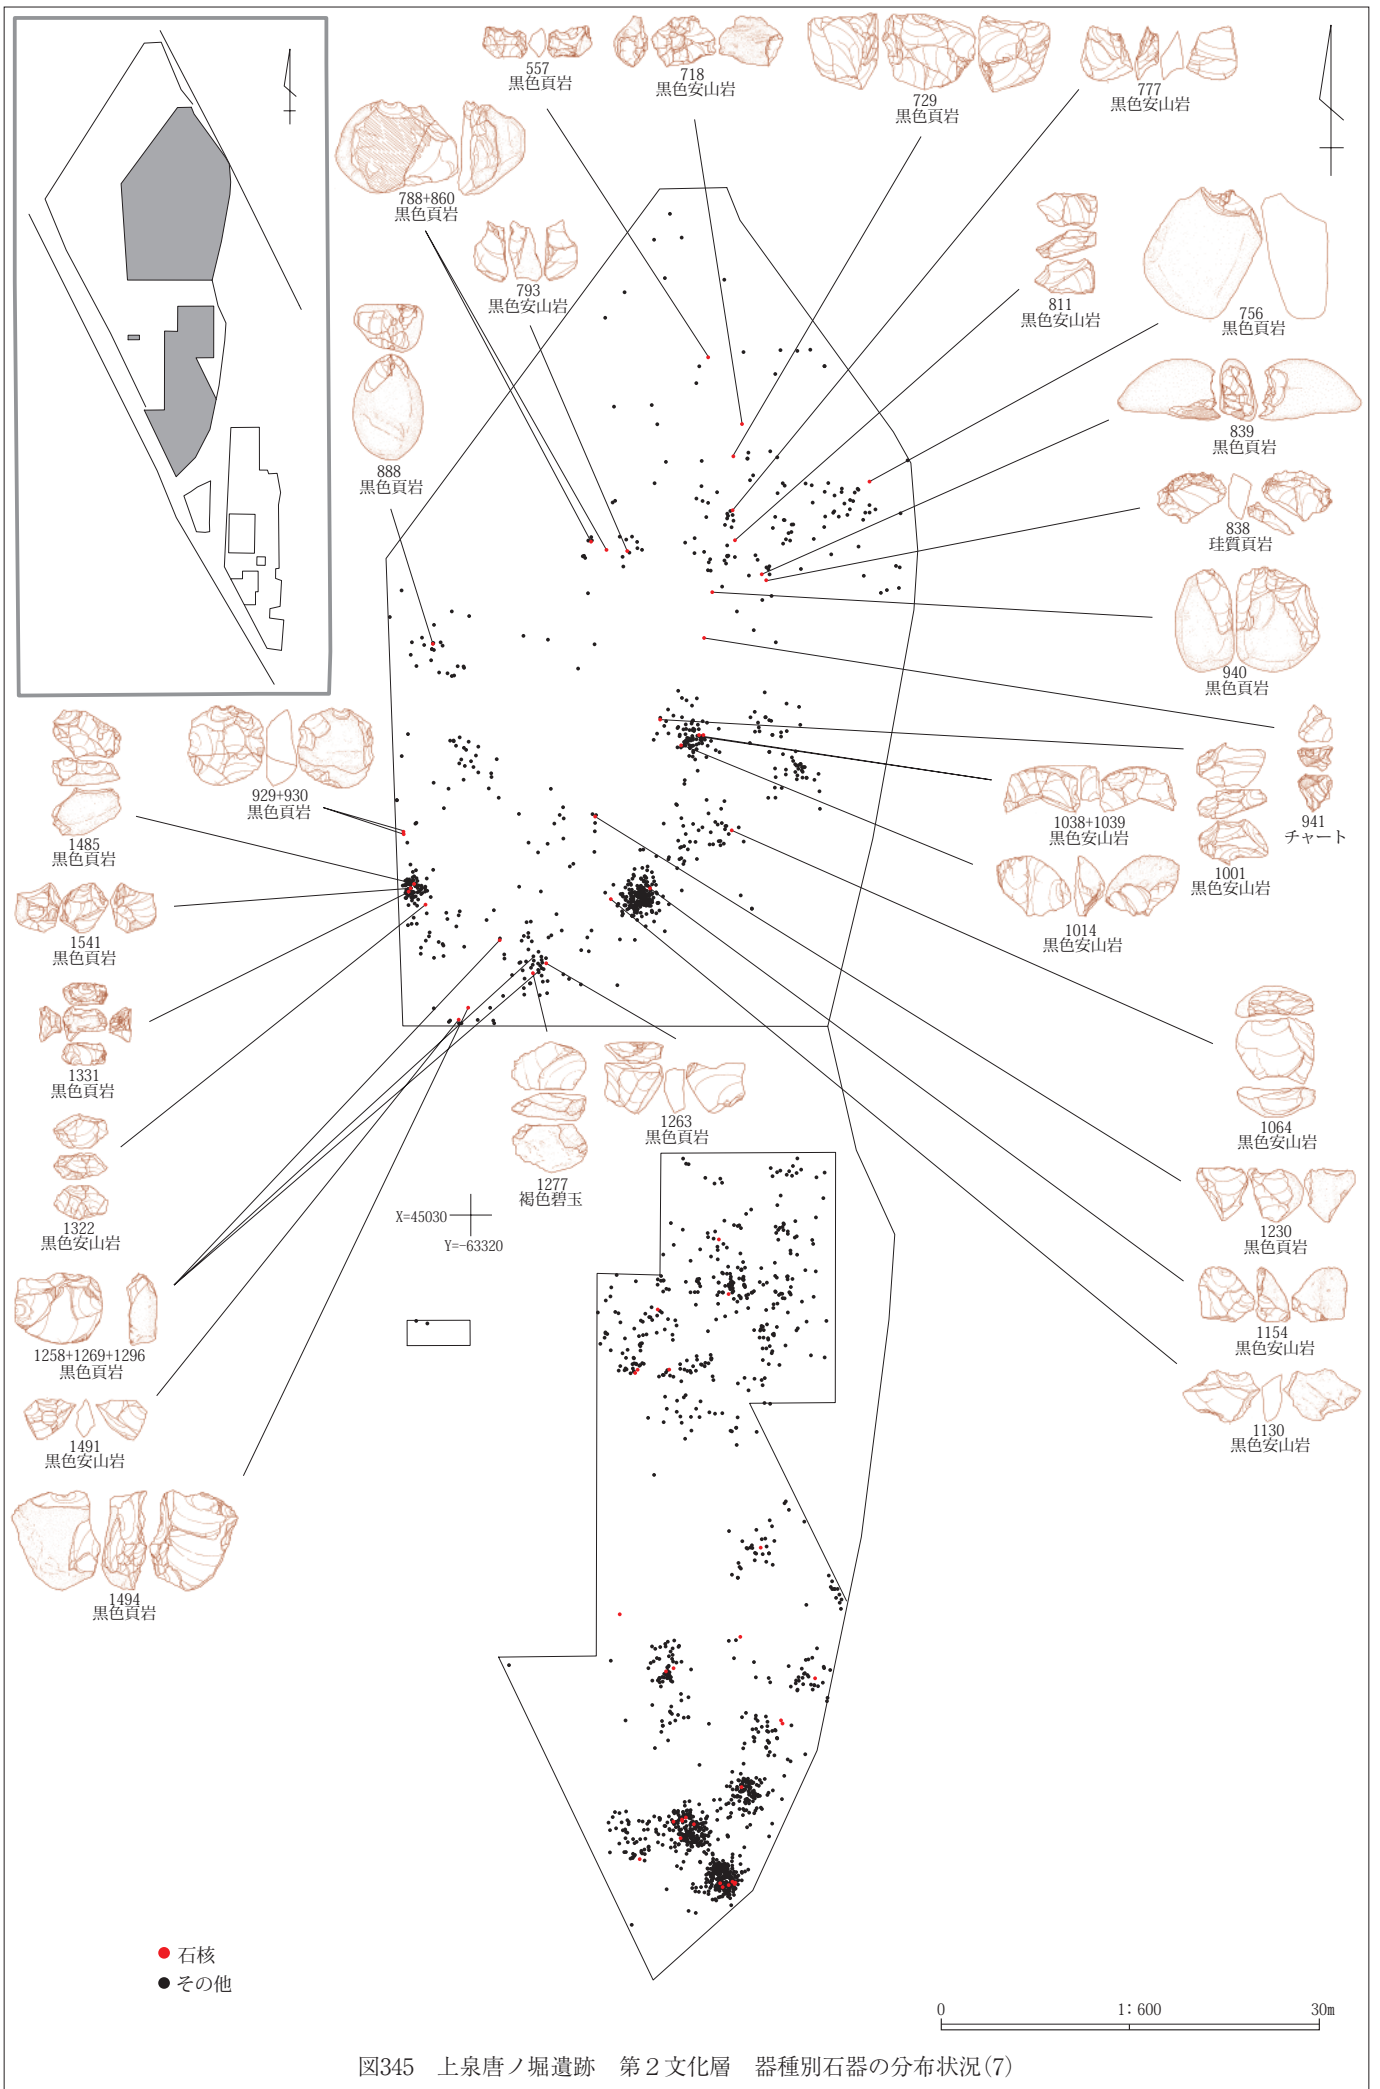 557
黒色頁岩
718
黒色安山岩
729
黒色頁岩
777
黒色安山岩
788+860
黒色頁岩
793
黒色安山岩
811
黒色安山岩
756
黒色頁岩
888
黒色頁岩
839
黒色頁岩
838
珪質頁岩
940
黒色頁岩
929+930
黒色頁岩
1485
黒色頁岩
1038+1039
黒色安山岩
1001
黒色安山岩
941
チャート
1541
黒色頁岩
1014
黒色安山岩
1331
黒色頁岩
1064
黒色安山岩
1263
黒色頁岩
1277
褐色碧玉
1322
黒色安山岩
X=45030
Y=-63320
1230
黒色頁岩
1258+1269+1296
黒色頁岩
1154
黒色安山岩
1491
黒色安山岩
1130
黒色安山岩
1494
黒色頁岩
石核
その他
0 1:600 30m
図345 上泉唐ノ堀遺跡 第2文化層 器種別石器の分布状況(7)